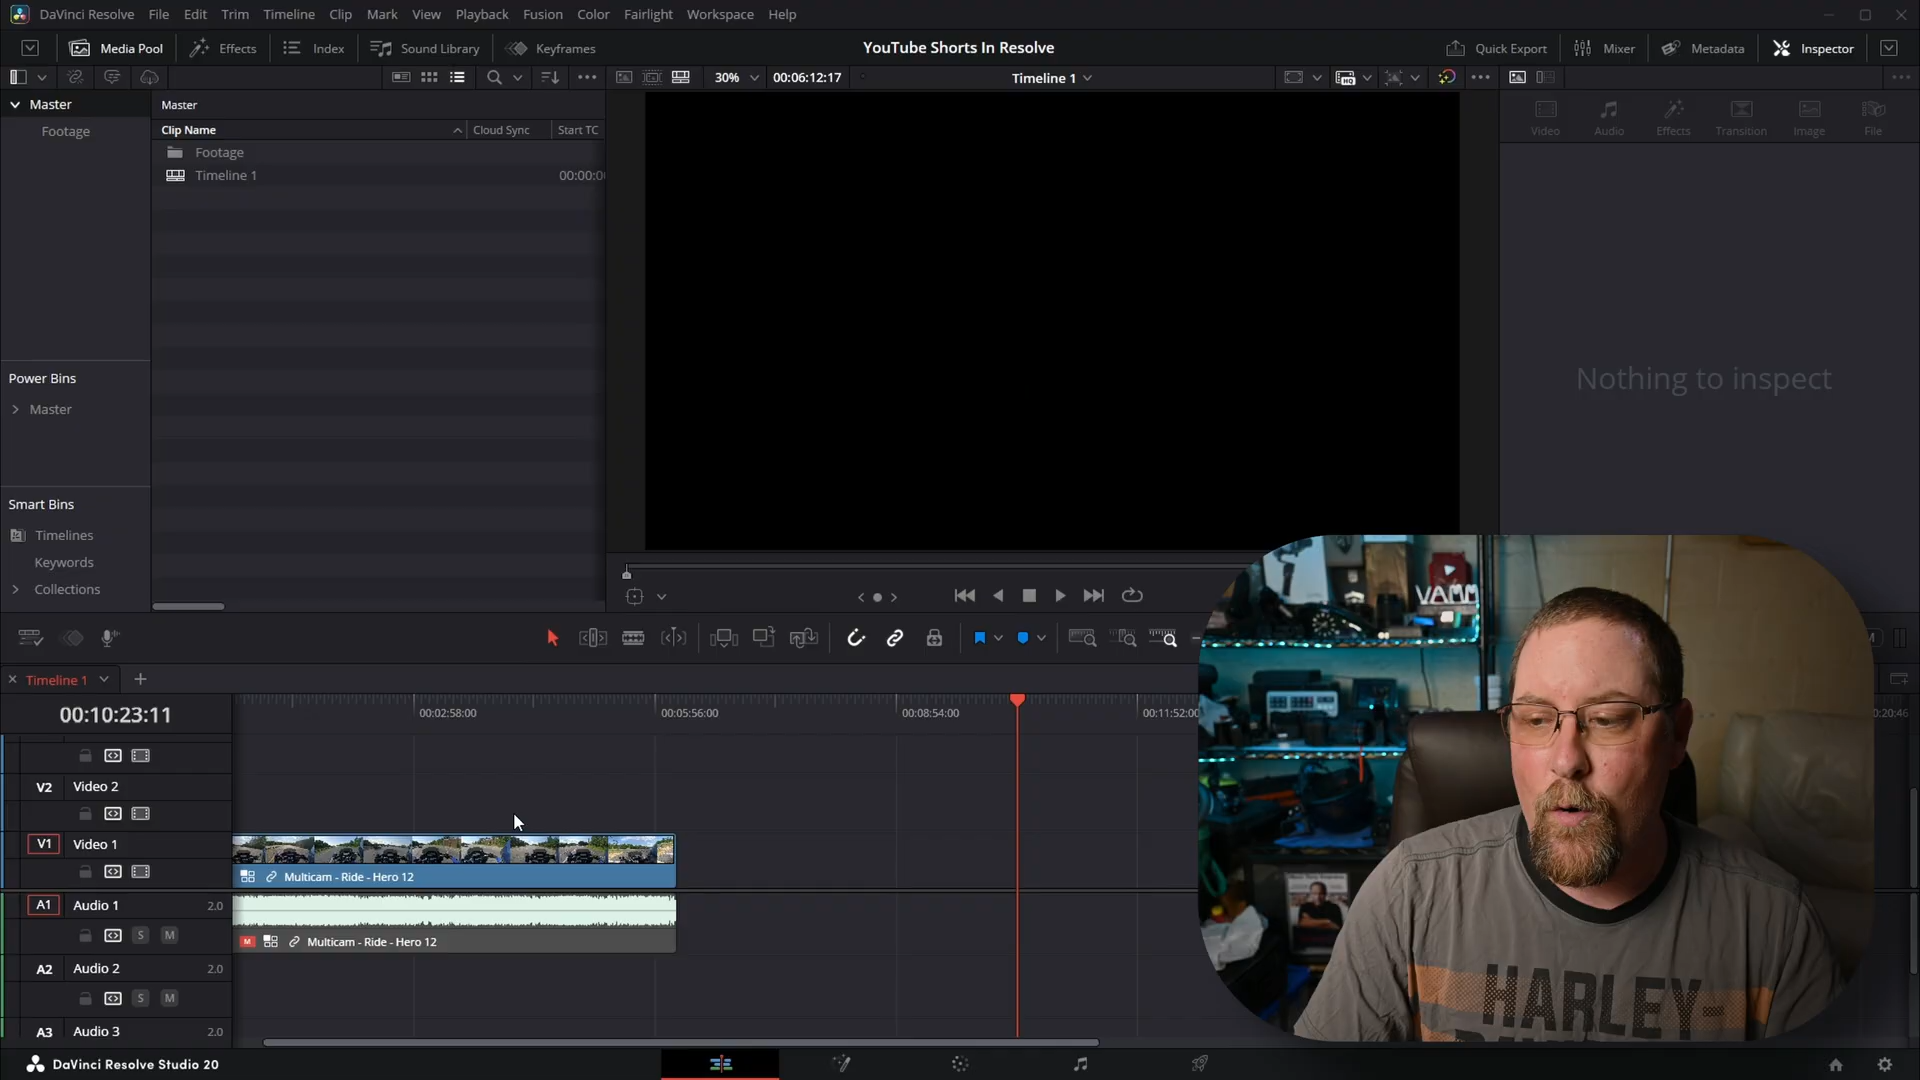 DaVinci Resolve File Edit Trim Timeline Clip Mark View Playback Fusion Color Fairlight Workspace Help
Media Pool Effects Index Sound Library Keyframes YouTube Shorts In Resolve Quick Export Mixer Metadata Inspector
30% 00:06:12:17 Timeline 1
Master
Footage
Master
Clip Name Cloud Sync Start TC
Footage
Timeline 1 00:00:0
Video Audio Effects Transition Image File
Nothing to inspect
Power Bins
Master
Smart Bins
Timelines
Keywords
Collections
Timeline 1
00:10:23:11
00:02:58:00 00:05:56:00 00:08:54:00 00:11:52:00 0:20:46
V2 Video 2
V1 Video 1
Multicam - Ride - Hero 12
A1 Audio 1 2.0
S M
M Multicam - Ride - Hero 12
A2 Audio 2 2.0
S M
A3 Audio 3 2.0
DaVinci Resolve Studio 20
VAMM
HARLEY-